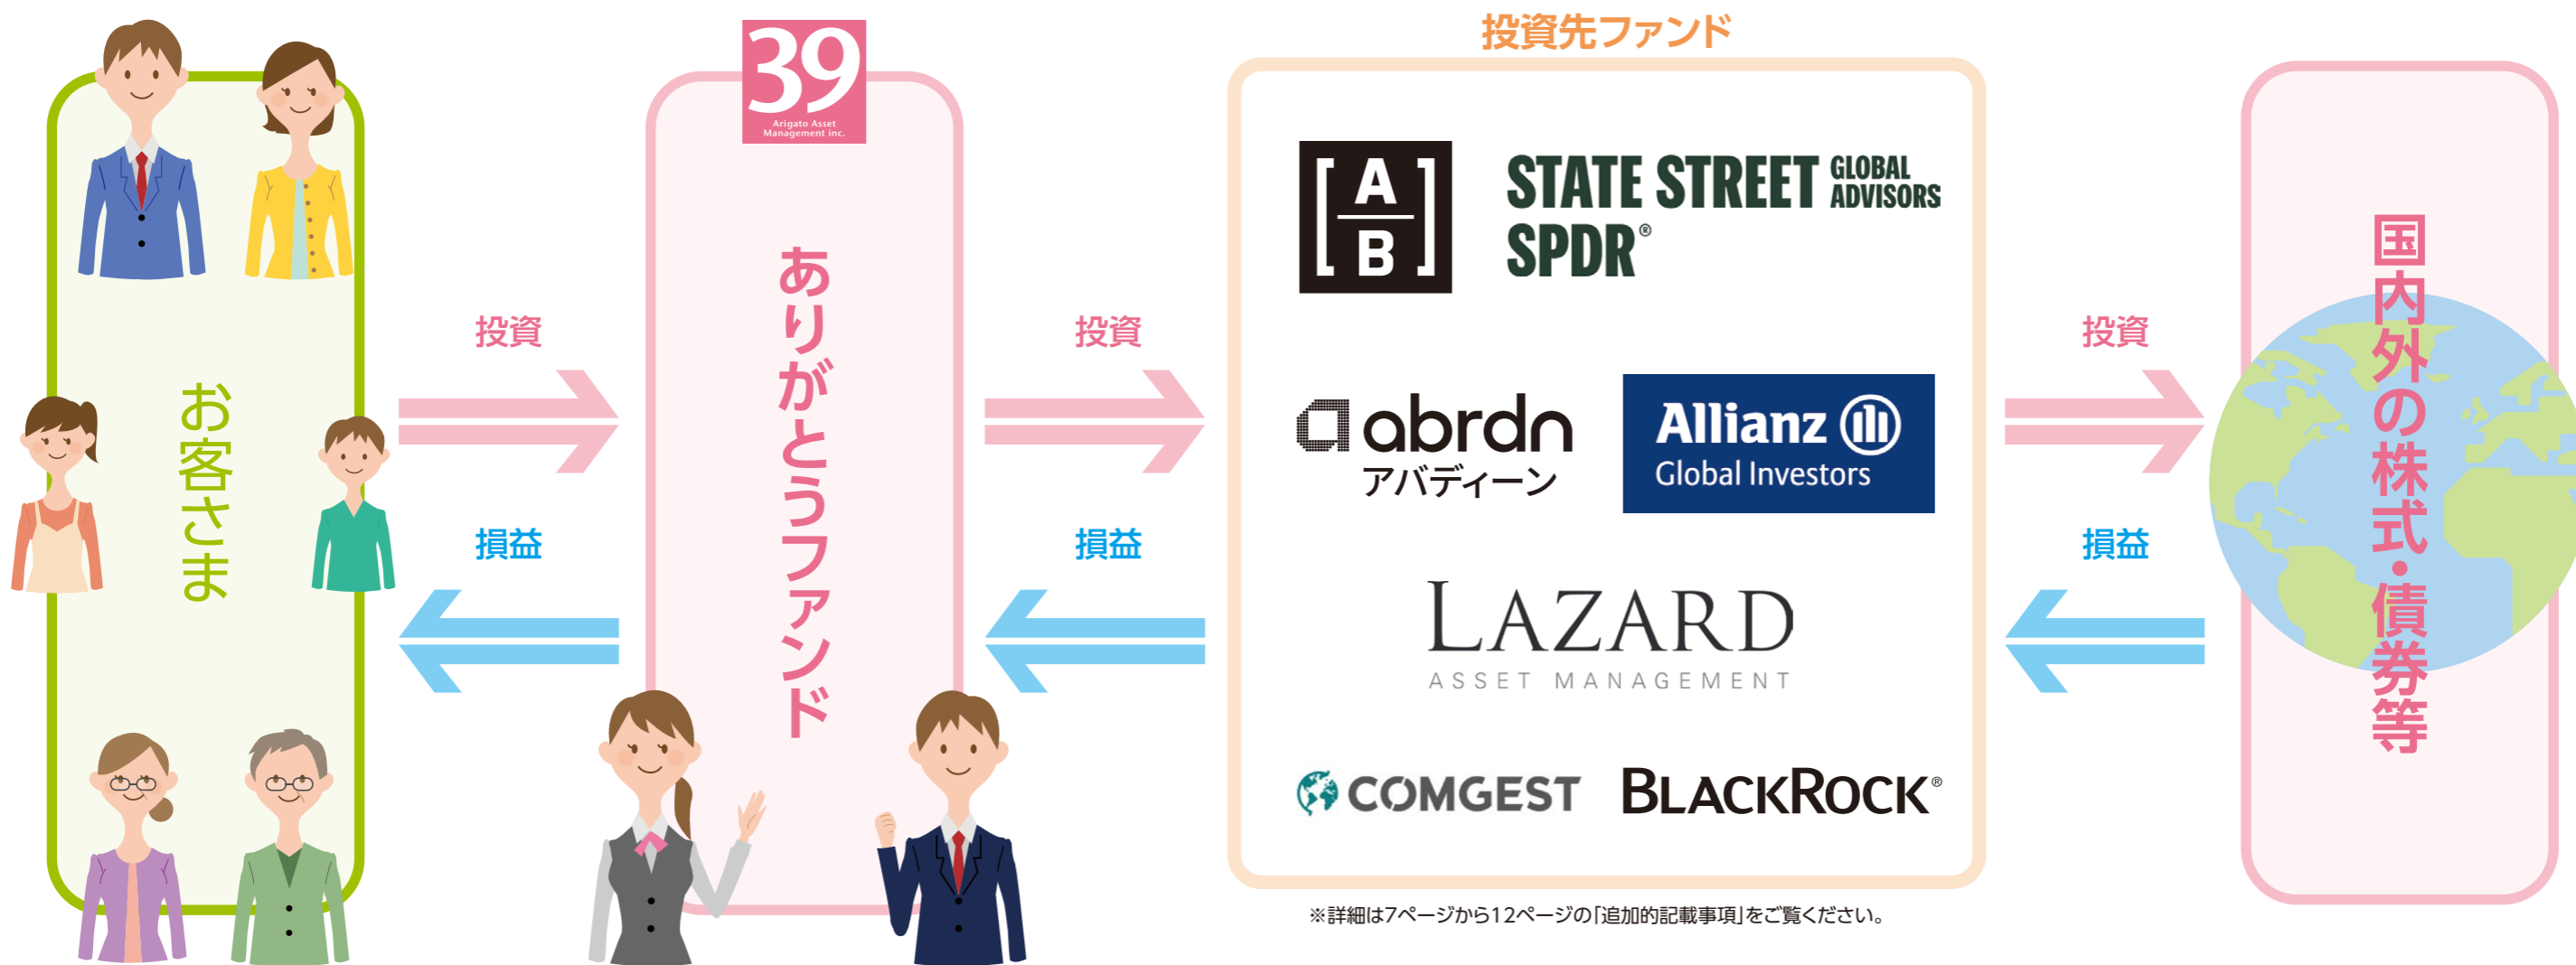 お客さま
投資
損益
39
Arigato Asset
Management inc.
ありがとうファンド
投資
損益
投資先ファンド
[A
B]
STATE STREET GLOBAL
ADVISORS
SPDR®
abrdn
アバディーン
Allianz
Global Investors
LAZARD
ASSET MANAGEMENT
COMGEST
BLACKROCK®
※詳細は7ページから12ページの「追加的記載事項」をご覧ください。
投資
損益
国内外の株式・債券等